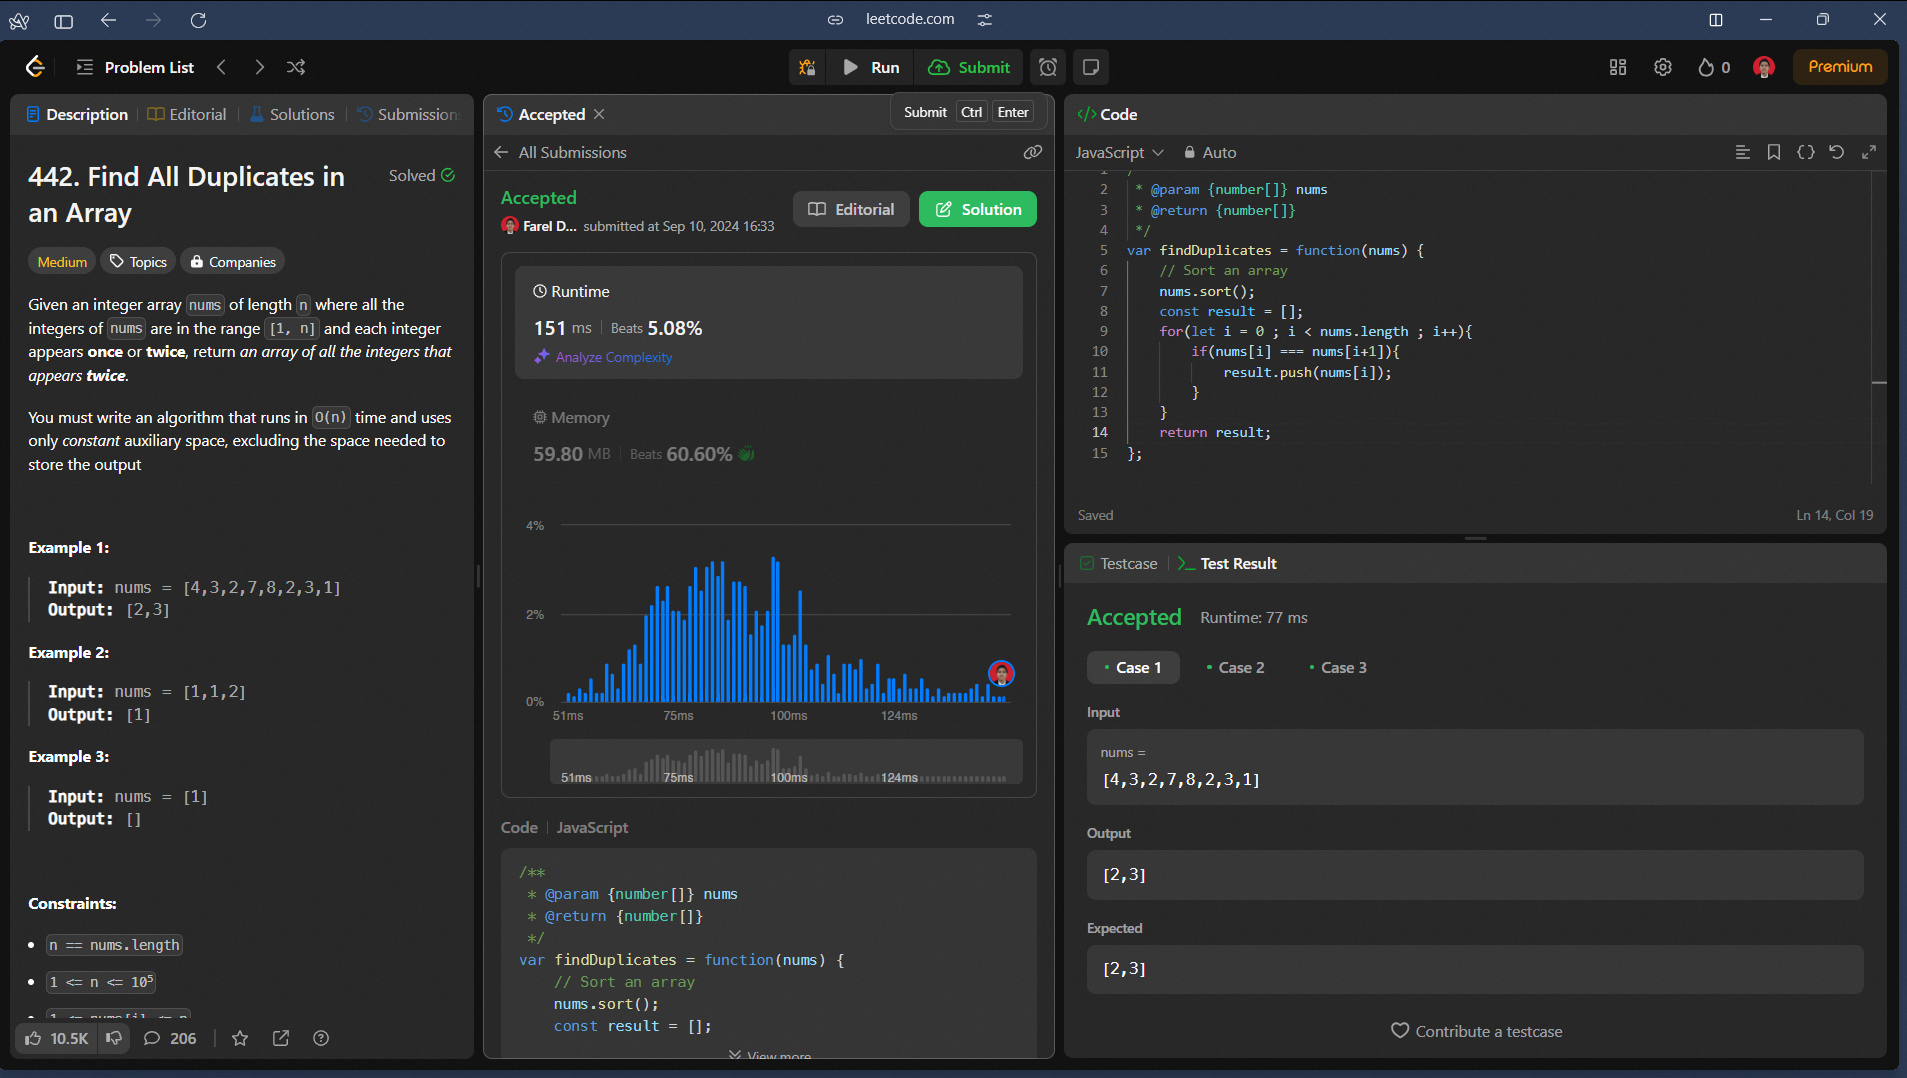 leetcode.com
Problem List
Run
Submit
0
Premium
Description
Editorial
Solutions
Submission
442. Find All Duplicates in
an Array
Solved
Medium
Topics
Companies
Given an integer array nums of length n where all the
integers of nums are in the range [1, n] and each integer
appears once or twice, return an array of all the integers that
appears twice.
You must write an algorithm that runs in O(n) time and uses
only constant auxiliary space, excluding the space needed to
store the output
Example 1:
Input: nums = [4,3,2,7,8,2,3,1]
Output: [2,3]
Example 2:
Input: nums = [1,1,2]
Output: [1]
Example 3:
Input: nums = [1]
Output: []
Constraints:
n == nums.length
1 <= n <= 10⁵
1 <= nums[i] <= n
10.5K
206
Accepted
Submit Ctrl Enter
All Submissions
Accepted
Farel D... submitted at Sep 10, 2024 16:33
Editorial
Solution
Runtime
151 ms Beats 5.08%
Analyze Complexity
Memory
59.80 MB Beats 60.60%
4%
2%
0%
51ms 75ms 100ms 124ms
51ms 75ms 100ms 124ms
Code JavaScript
/**
* @param {number[]} nums
* @return {number[]}
*/
var findDuplicates = function(nums) {
// Sort an array
nums.sort();
const result = [];
View more
Code
JavaScript
Auto
1 /
2 * @param {number[]} nums
3 * @return {number[]}
4 */
5 var findDuplicates = function(nums) {
6 // Sort an array
7 nums.sort();
8 const result = [];
9 for(let i = 0 ; i < nums.length ; i++){
10 if(nums[i] === nums[i+1]){
11 result.push(nums[i]);
12 }
13 }
14 return result;
15 };
Saved
Ln 14, Col 19
Testcase
Test Result
Accepted Runtime: 77 ms
Case 1
Case 2
Case 3
Input
nums =
[4,3,2,7,8,2,3,1]
Output
[2,3]
Expected
[2,3]
Contribute a testcase